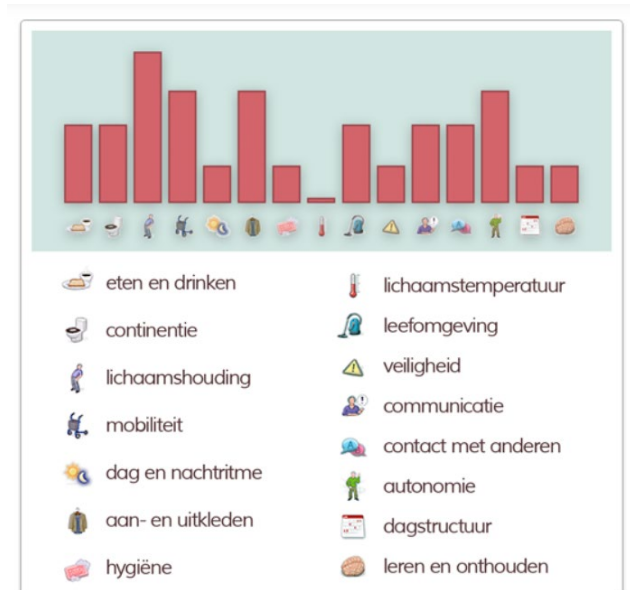 eten en drinken
continentie
lichaamshouding
mobiliteit
dag en nachtritme
aan- en uitkleden
hygiëne
lichaamstemperatuur
leefomgeving
veiligheid
communicatie
contact met anderen
autonomie
dagstructuur
leren en onthouden